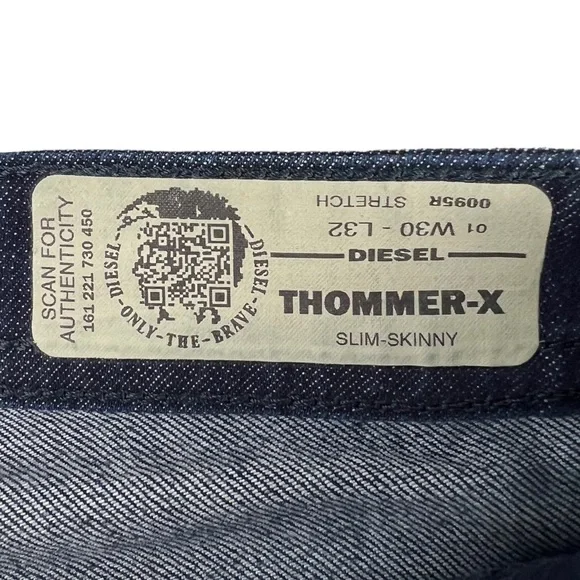 SCAN FOR
AUTHENTICITY
161 221 730 450
DIESEL
DIESEL
ONLY-THE-BRAVE
0095R STRETCH
01 W30 - L32
DIESEL
THOMMER-X
SLIM-SKINNY